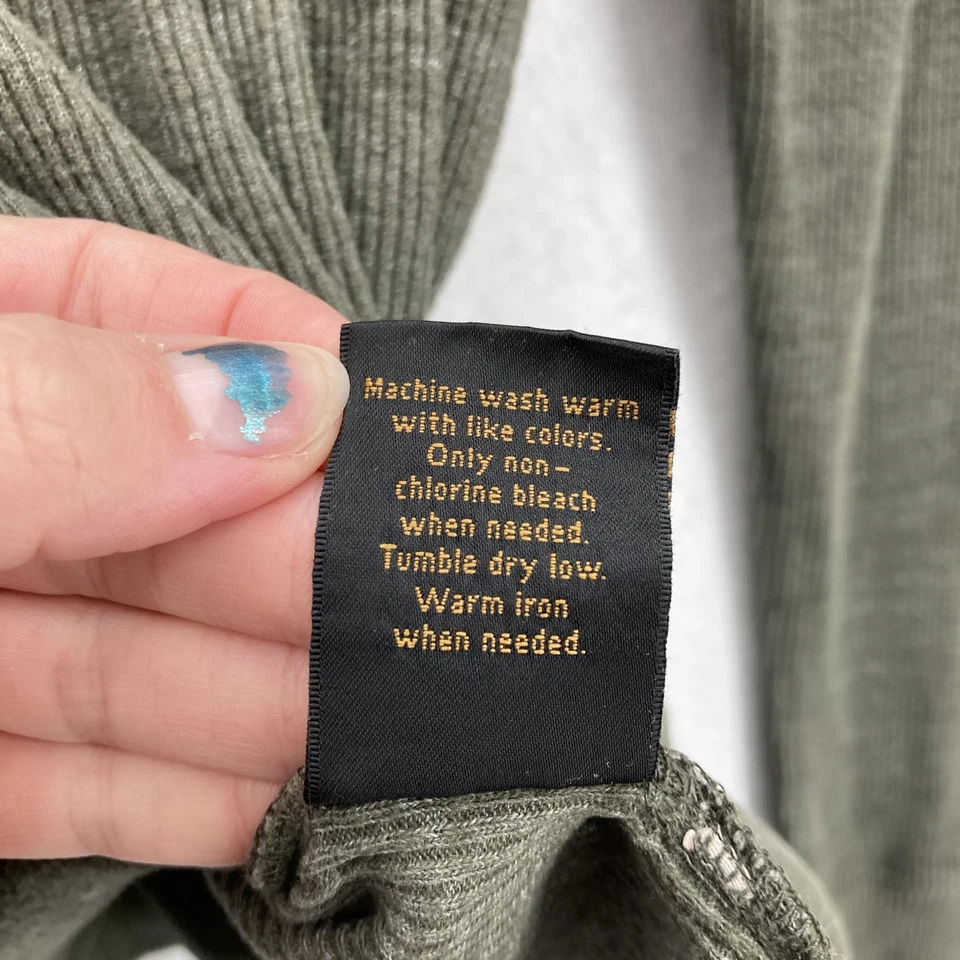 Machine wash warm
with like colors.
Only non-
chlorine bleach
when needed.
Tumble dry low.
Warm iron
when needed.